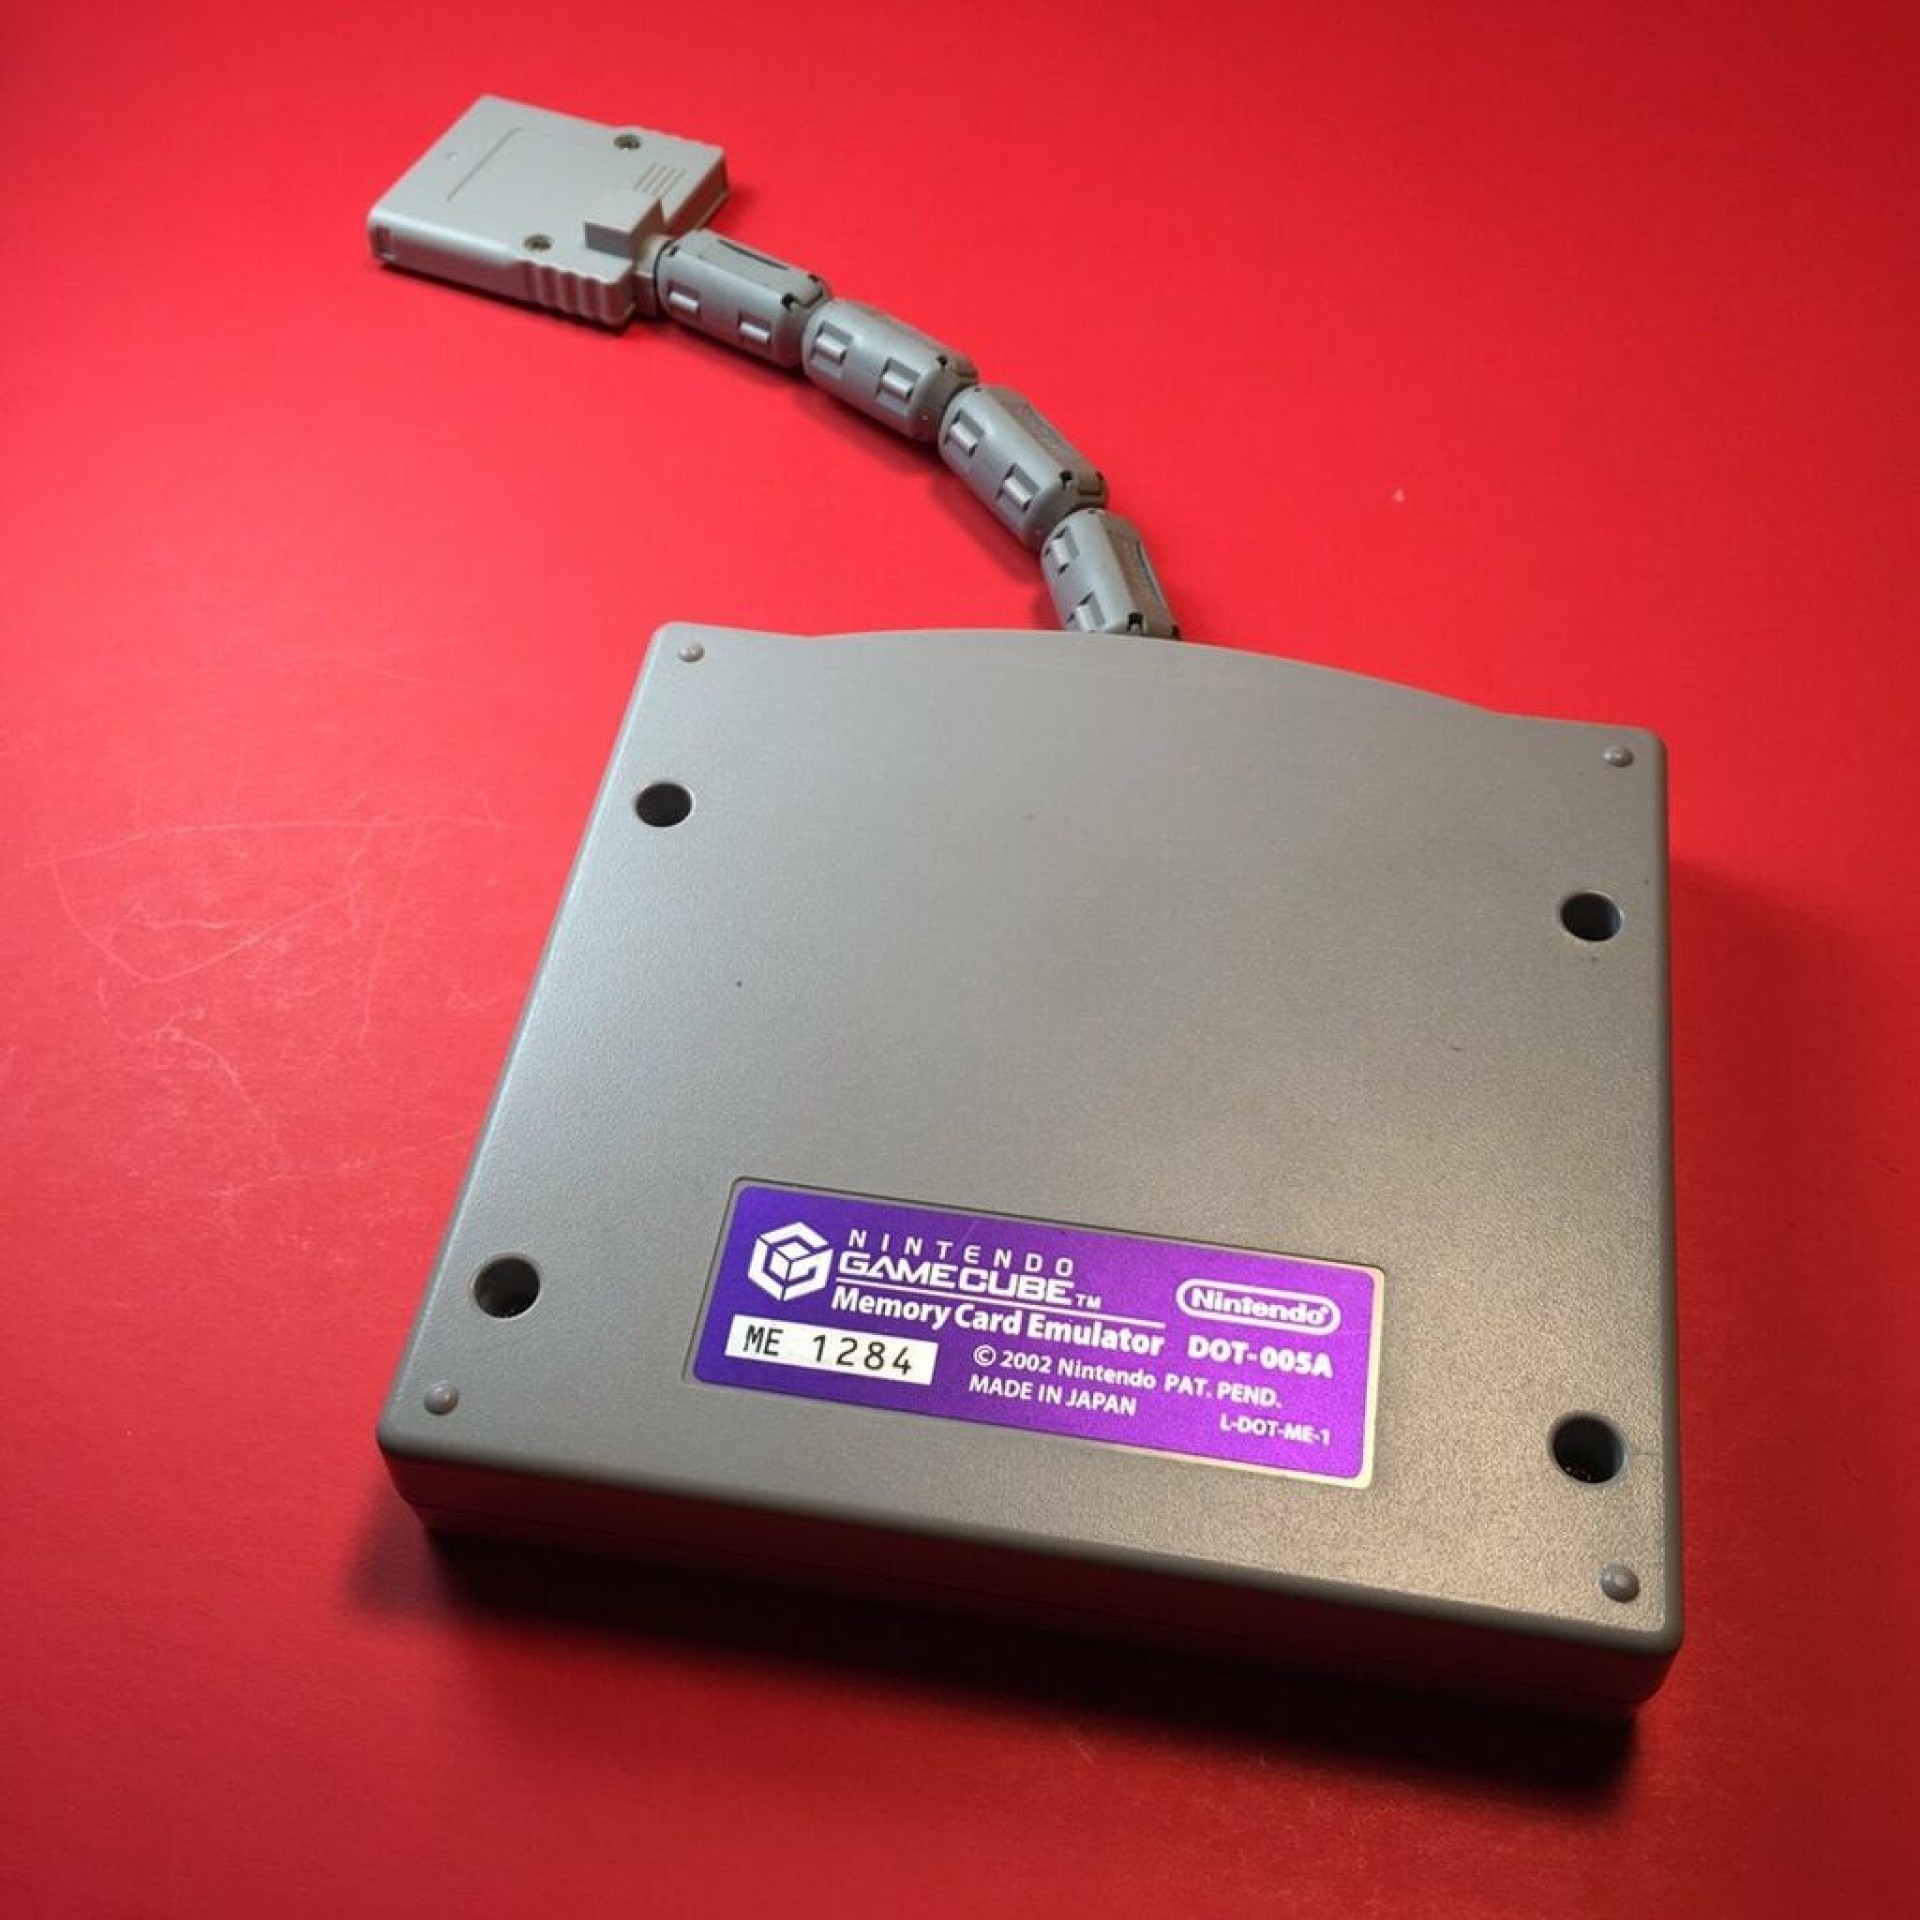 NINTENDO
GAMECUBE™
Nintendo®
Memory Card Emulator DOT-005A
ME 1284
© 2002 Nintendo PAT. PEND.
MADE IN JAPAN
L-DOT-ME-1